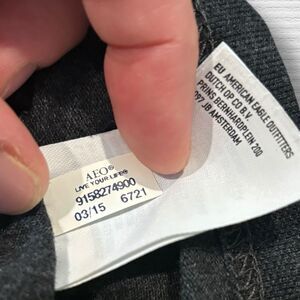 AEO®
LIVE YOUR LIFE®
9158274900
03/15 6721
EU AMERICAN EAGLE OUTFITTERS
DUTCH OP CO B.V.
PRINS BERNHARDPLEIN 200
1097 JB AMSTERDAM